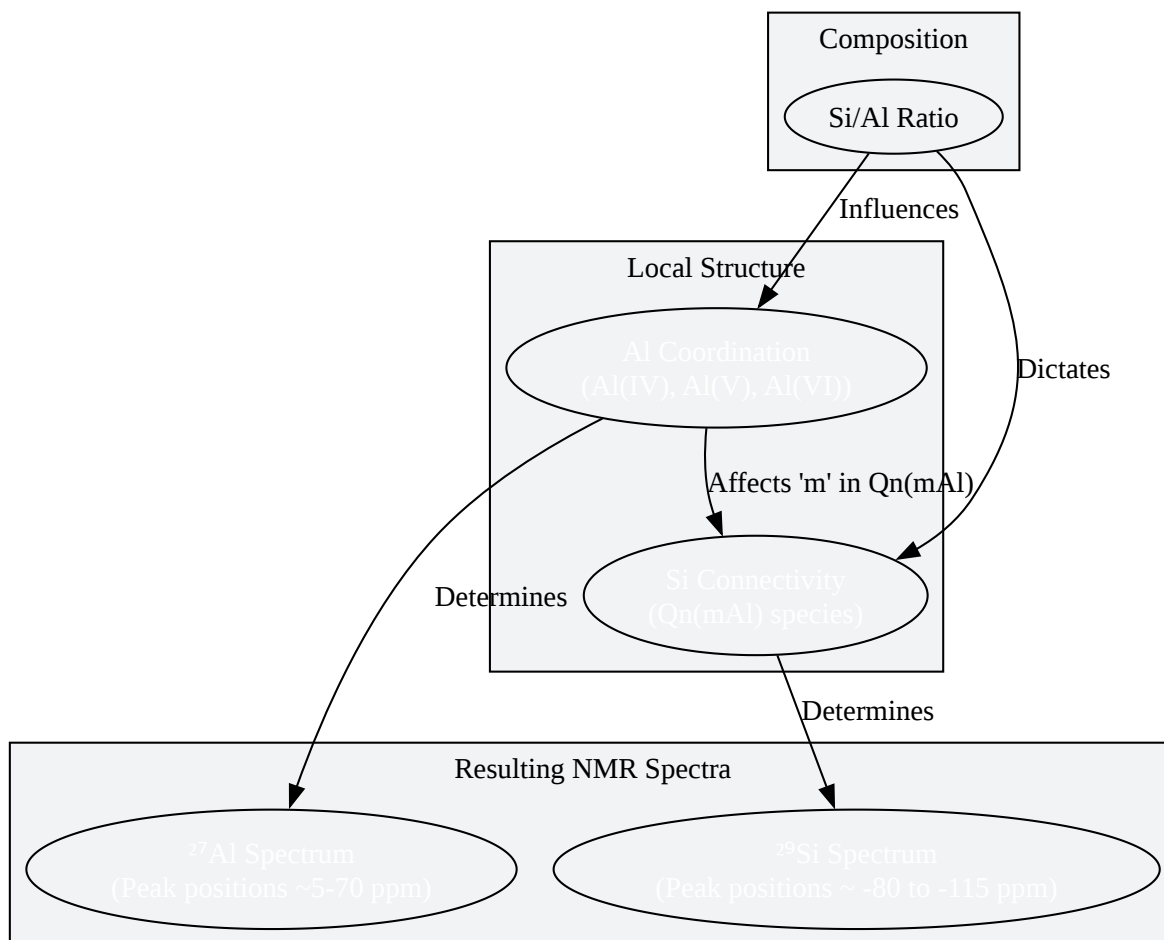 Composition
Si/Al Ratio
Influences
Local Structure
Al Coordination
(Al(IV), Al(V), Al(VI))
Dictates
Affects 'm' in Qn(mAl)
Si Connectivity
(Qn(mAl) species)
Determines
Determines
Resulting NMR Spectra
²⁷Al Spectrum
(Peak positions ~5-70 ppm)
²⁹Si Spectrum
(Peak positions ~ -80 to -115 ppm)